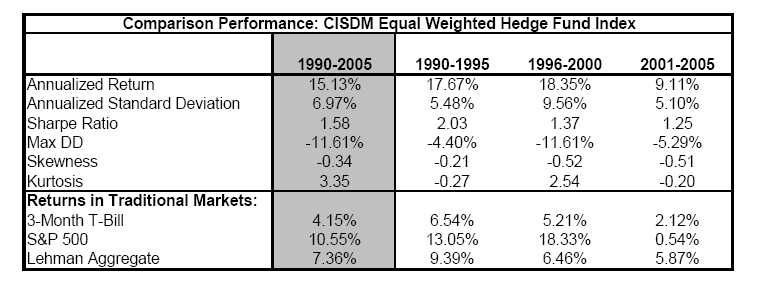 Comparison Performance: CISDM Equal Weighted Hedge Fund Index
1990-2005 1990-1995 1996-2000 2001-2005
Annualized Return 15.13% 17.67% 18.35% 9.11%
Annualized Standard Deviation 6.97% 5.48% 9.56% 5.10%
Sharpe Ratio 1.58 2.03 1.37 1.25
Max DD -11.61% -4.40% -11.61% -5.29%
Skewness -0.34 -0.21 -0.52 -0.51
Kurtosis 3.35 -0.27 2.54 -0.20
Returns in Traditional Markets:
3-Month T-Bill 4.15% 6.54% 5.21% 2.12%
S&P 500 10.55% 13.05% 18.33% 0.54%
Lehman Aggregate 7.36% 9.39% 6.46% 5.87%